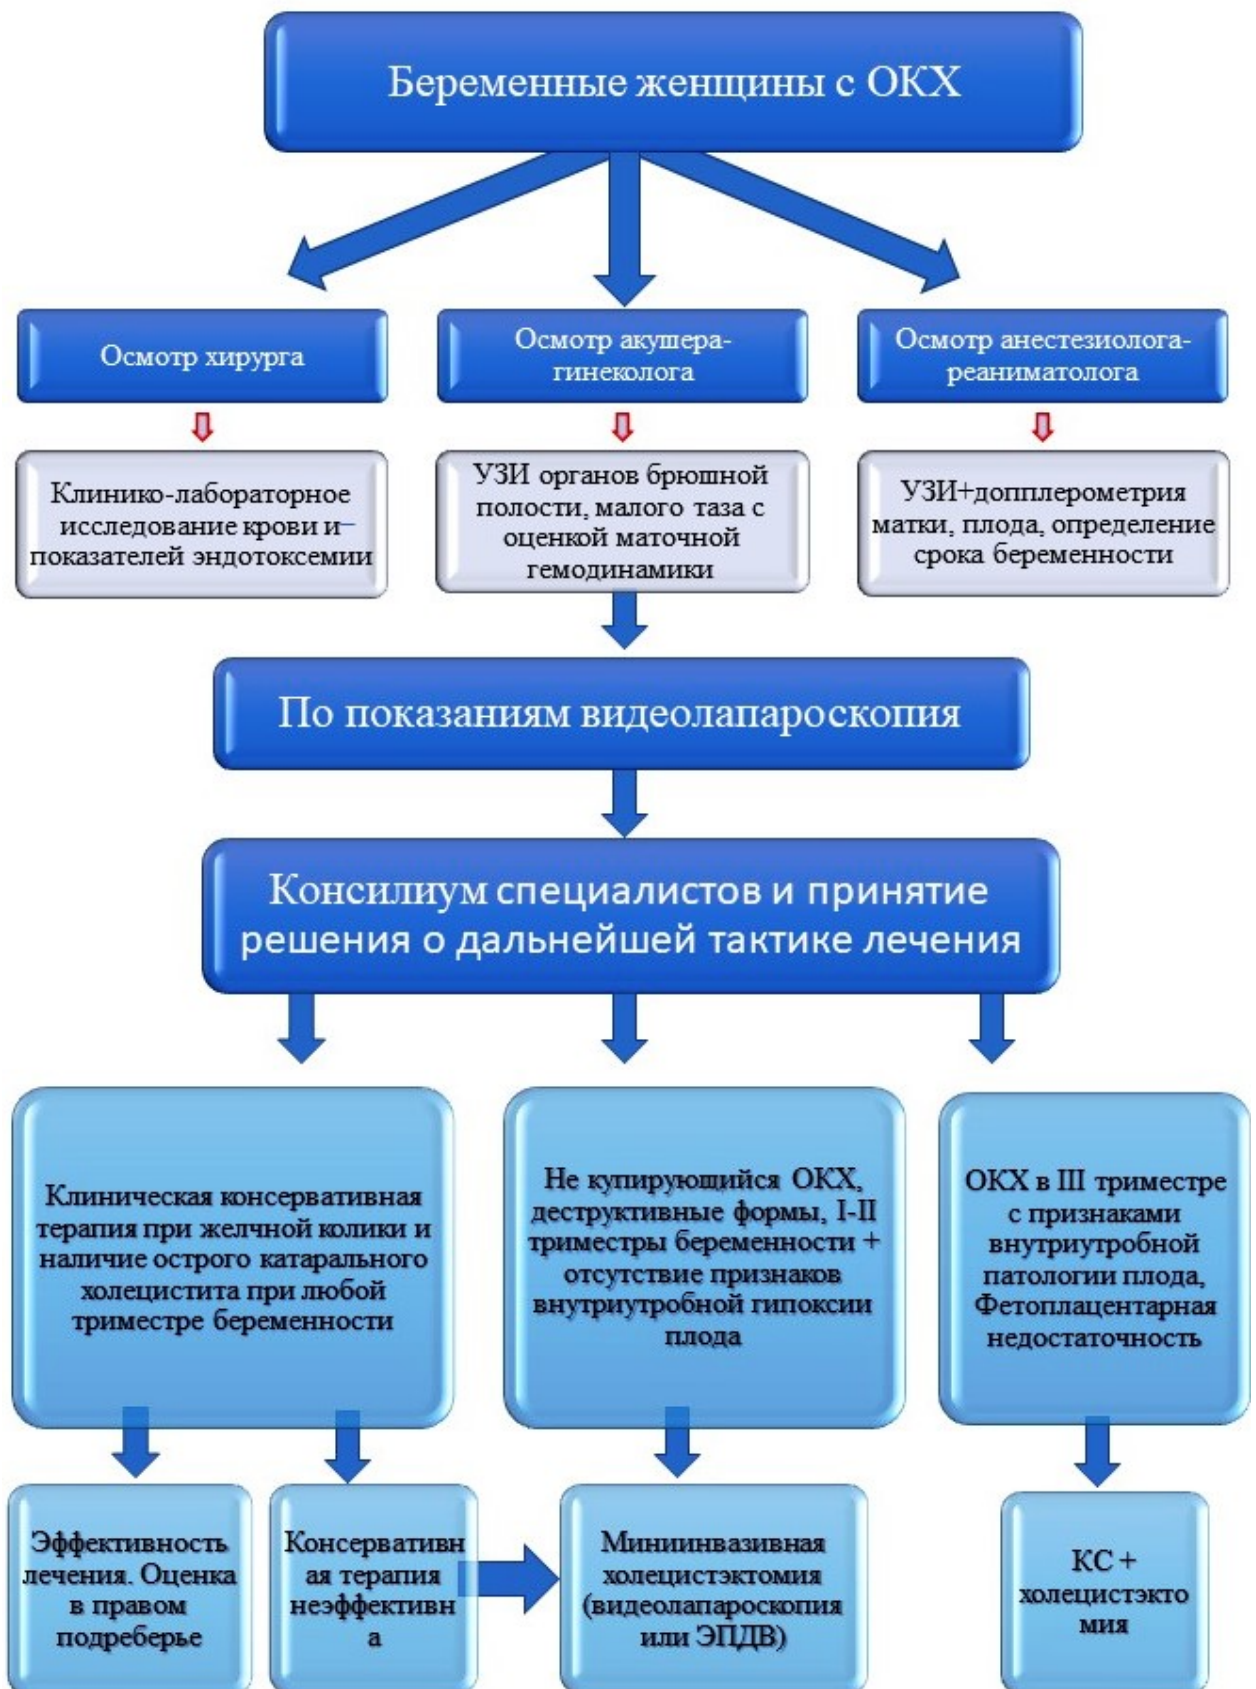 Беременные женщины с ОКХ
Осмотр хирурга
Осмотр акушера-
гинеколога
Осмотр анестезиолога-
реаниматолога
Клинико-лабораторное
исследование крови и–
показателей эндотоксемии
УЗИ органов брюшной
полости, малого таза с
оценкой маточной
гемодинамики
УЗИ+допплерометрия
матки, плода, определение
срока беременности
По показаниям видеолапароскопия
Консилиум специалистов и принятие
решения о дальнейшей тактике лечения
Клиническая консервативная
терапия при желчной колики и
наличие острого катарального
холецистита при любой
триместре беременности
Не купирующийся ОКХ,
деструктивные формы, I-II
триместры беременности +
отсутствие признаков
внутриутробной гипоксии
плода
ОКХ в III триместре
с признаками
внутриутробной
патологии плода,
Фетоплацентарная
недостаточность
Эффективность
лечения. Оценка
в правом
подреберье
Консервативн
ая терапия
неэффективн
а
Миниинвазивная
холецистэктомия
(видеолапароскопия
или ЭПДВ)
КС +
холецистэкто
мия